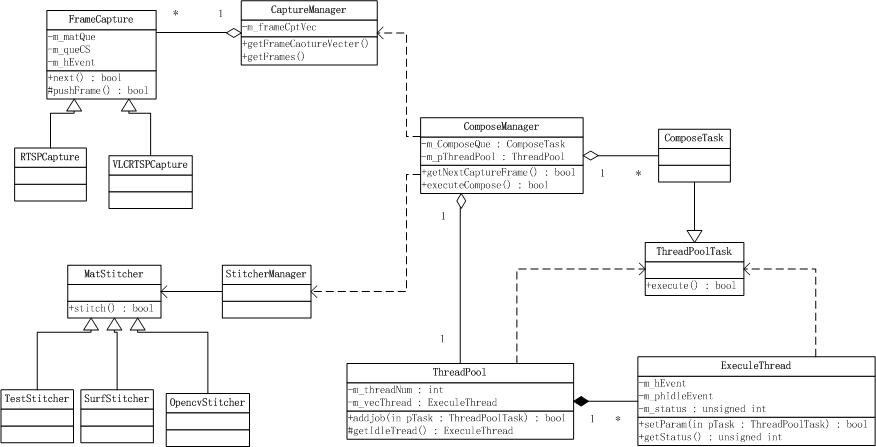 FrameCapture
-m_matQue
-m_queCS
-m_hEvent
+next() : bool
#pushFrame() : bool
*
1
CaptureManager
-m_frameCptVec
+getFrameCaotureVecter()
+getFrames()
RTSPCapture
VLCRTSPCapture
ComposeManager
-m_ComposeQue : ComposeTask
-m_pThreadPool : ThreadPool
+getNextCaptureFrame() : bool
+executeCompose() : bool
1
*
ComposeTask
1
ThreadPoolTask
+execute() : bool
MatStitcher
+stitch() : bool
StitcherManager
1
TestStitcher
SurfStitcher
OpencvStitcher
ThreadPool
-m_threadNum : int
-m_vecThread : ExeculeThread
+addjob(in pTask : ThreadPoolTask) : bool
#getIdleTread() : ExeculeThread
1
*
ExeculeThread
-m_hEvent
-m_phIdleEvent
-m_status : unsigned int
+setParam(in pTask : ThreadPoolTask) : bool
+getStatus() : unsigned int